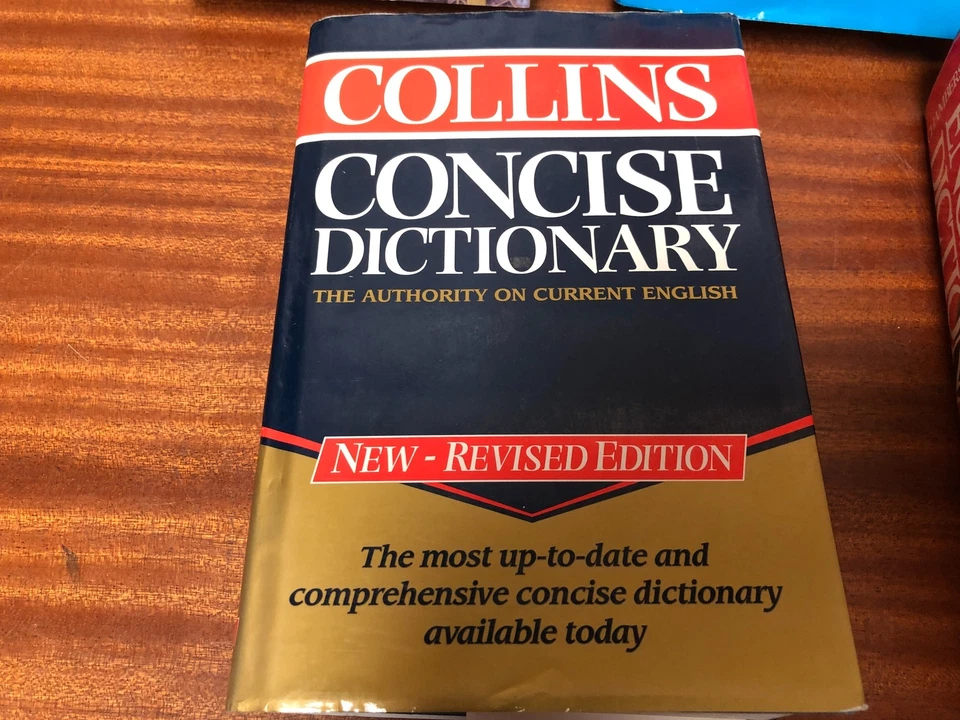 COLLINS
CONCISE
DICTIONARY
THE AUTHORITY ON CURRENT ENGLISH
NEW - REVISED EDITION
The most up-to-date and
comprehensive concise dictionary
available today